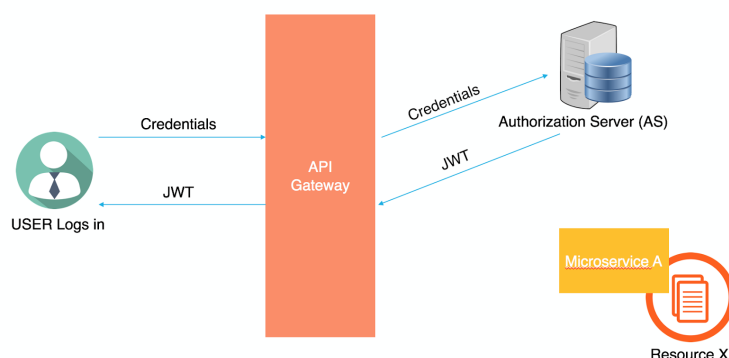 Credentials
Credentials
Authorization Server (AS)
API
Gateway
JWT
JWT
USER Logs in
Microservice A
Resource X